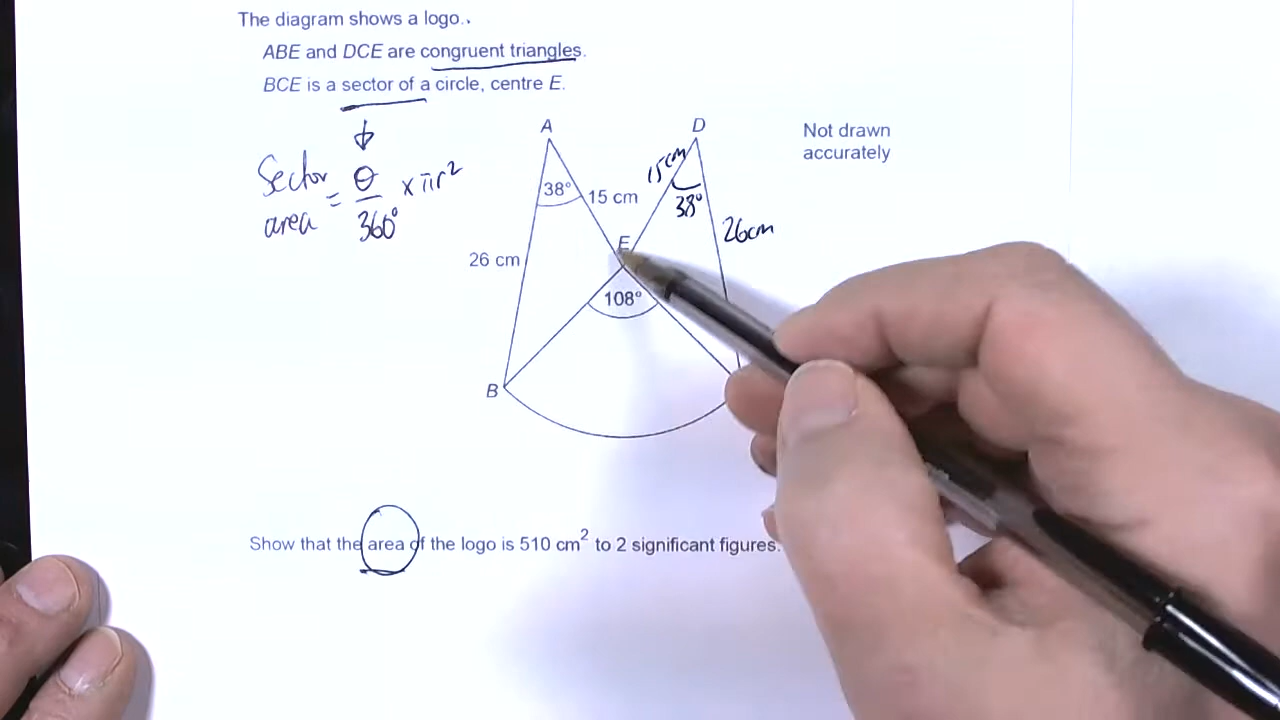 The diagram shows a logo.
ABE and DCE are congruent triangles.
BCE is a sector of a circle, centre E.
A
D
Not drawn
accurately
Sector
area
= θ/360° × πr²
38°
15 cm
15cm
38°
26cm
26 cm
E
108°
B
Show that the area of the logo is 510 cm² to 2 significant figures.